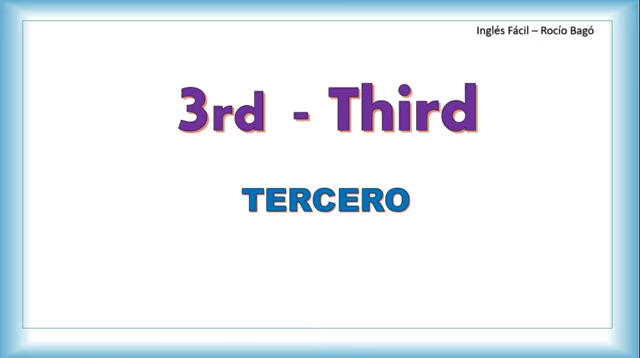 Inglés Fácil – Rocío Bagó
3rd - Third
TERCERO